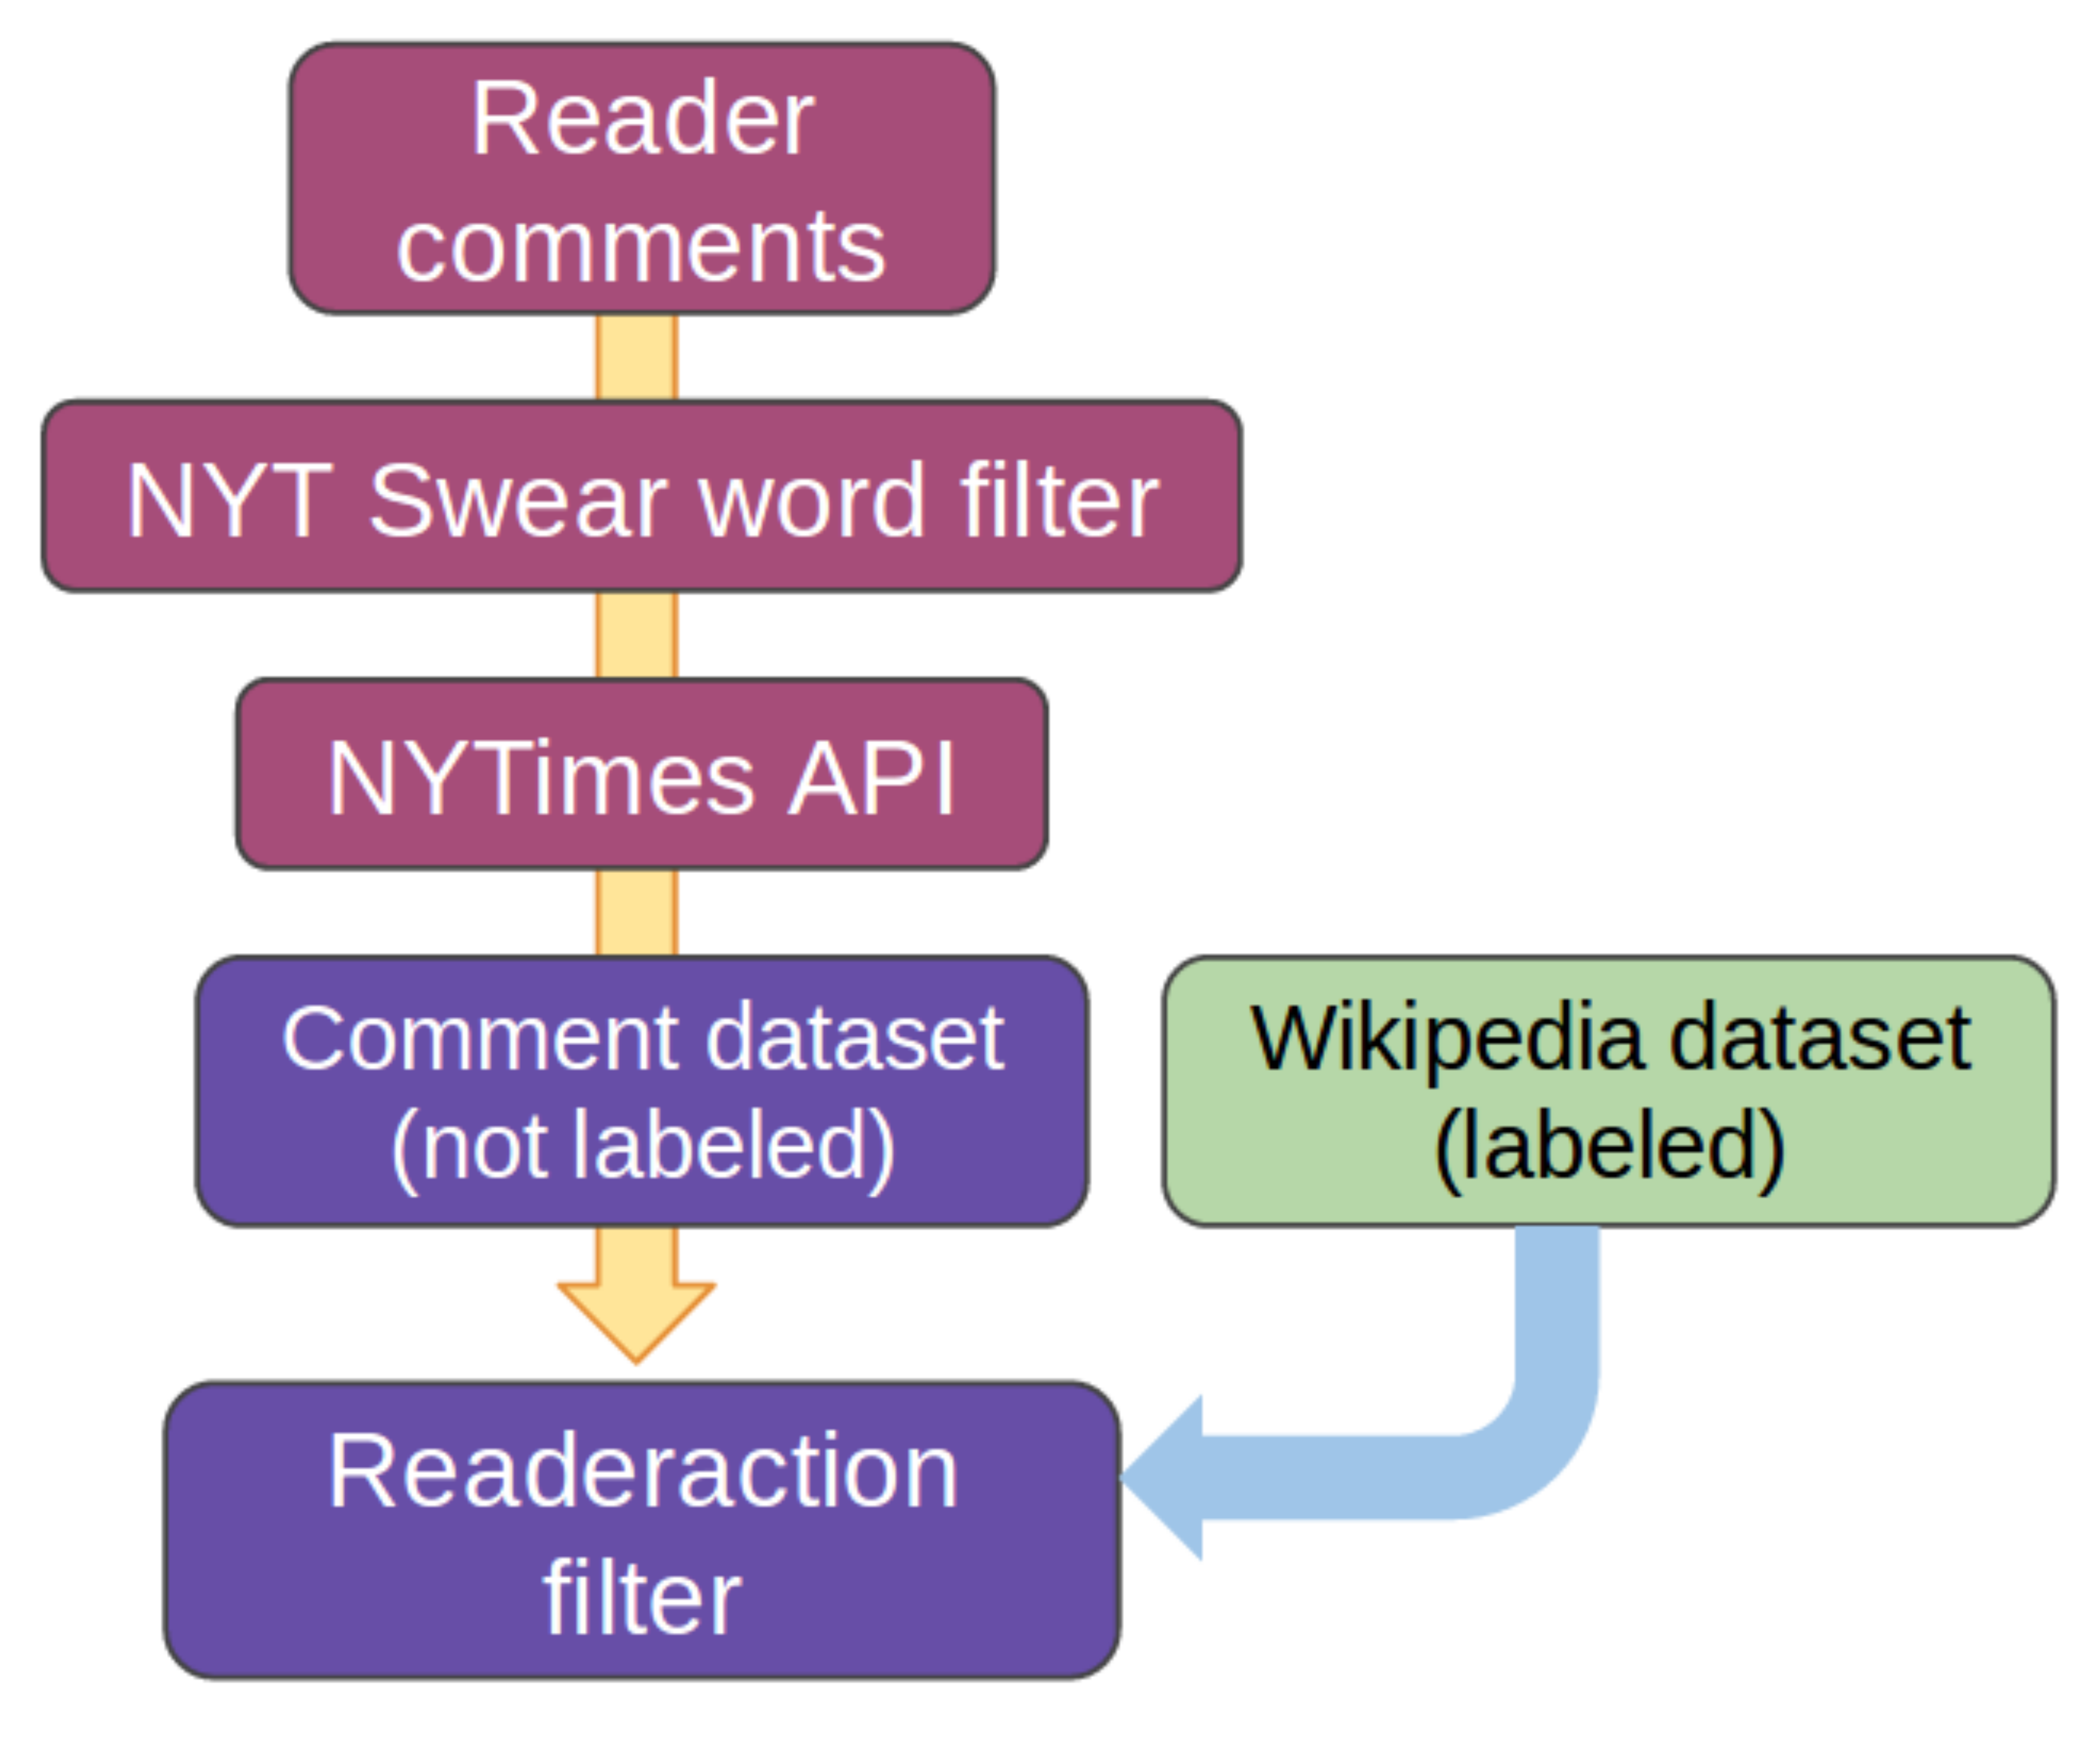 Reader
comments
NYT Swear word filter
NYTimes API
Comment dataset
(not labeled)
Wikipedia dataset
(labeled)
Readeraction
filter